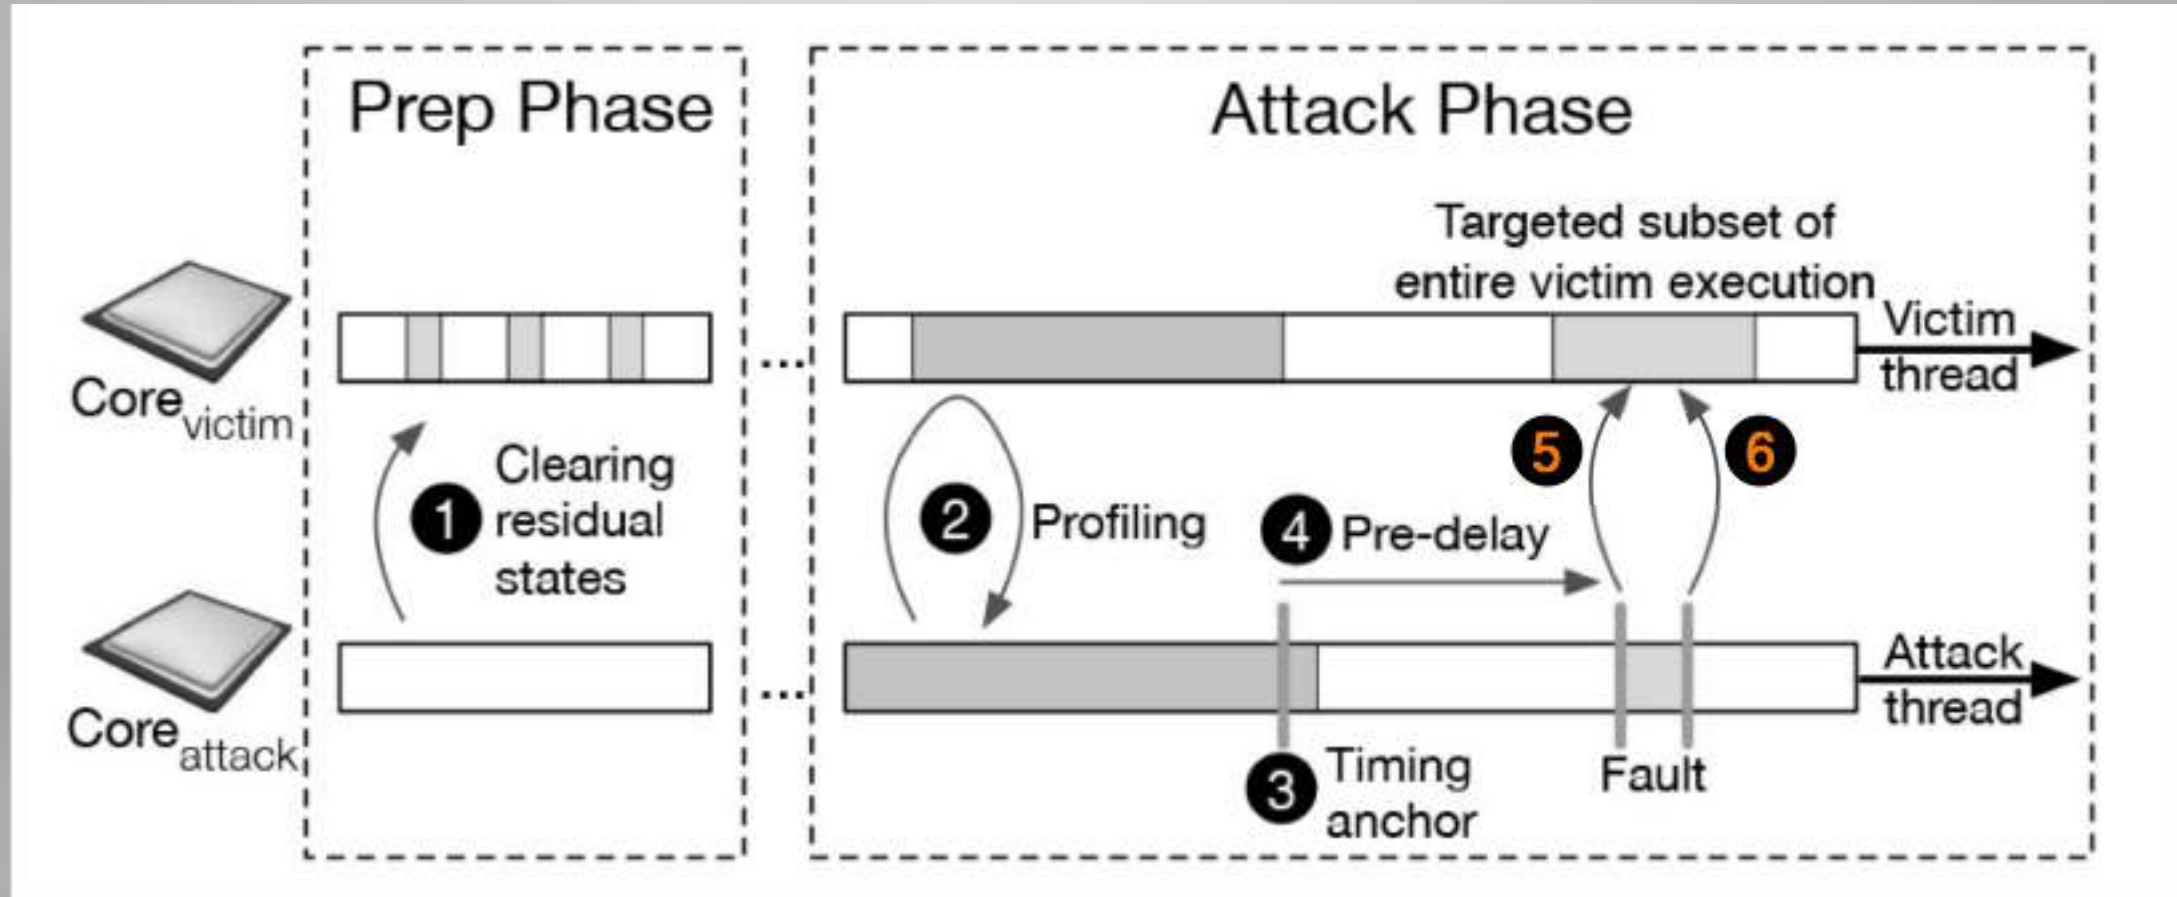 Prep Phase
Attack Phase
Targeted subset of
entire victim execution
Victim
thread
Core victim
1 Clearing
residual
states
2 Profiling
4 Pre-delay
5
6
...
...
Core attack
Attack
thread
3 Timing
anchor
Fault